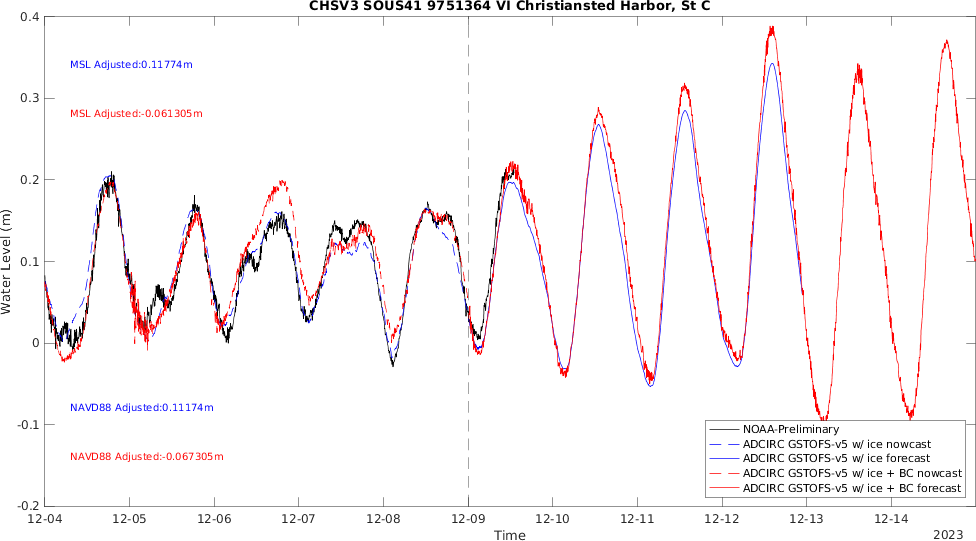 CHSV3 SOUS41 9751364 VI Christiansted Harbor, St C
0.4
0.3
0.2
0.1
0
-0.1
-0.2
Water Level (m)
MSL Adjusted:0.11774m
MSL Adjusted:-0.061305m
NAVD88 Adjusted:0.11174m
NAVD88 Adjusted:-0.067305m
NOAA-Preliminary
ADCIRC GSTOFS-v5 w/ ice nowcast
ADCIRC GSTOFS-v5 w/ ice forecast
ADCIRC GSTOFS-v5 w/ ice + BC nowcast
ADCIRC GSTOFS-v5 w/ ice + BC forecast
12-04 12-05 12-06 12-07 12-08 12-09 12-10 12-11 12-12 12-13 12-14
Time
2023